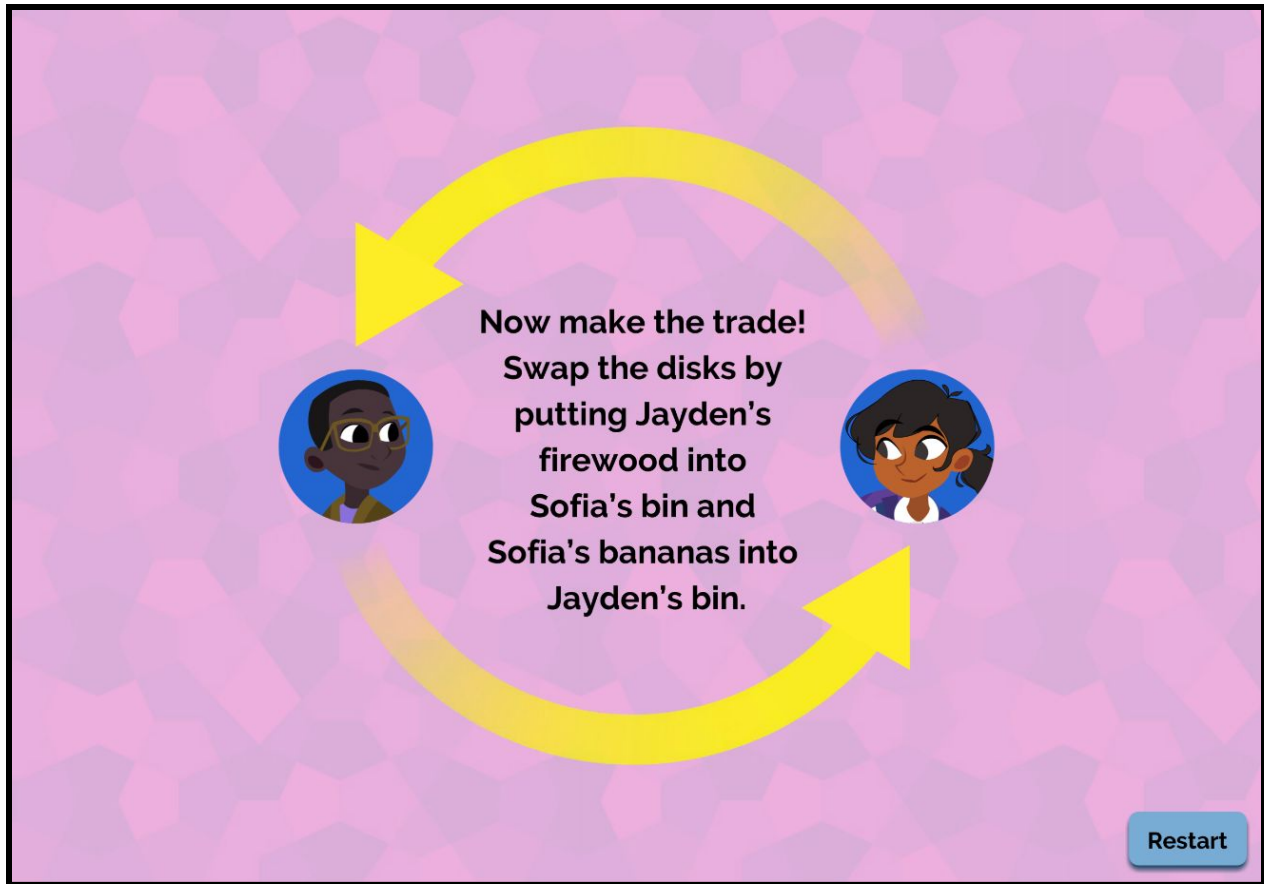 Now make the trade!
Swap the disks by
putting Jayden’s
firewood into
Sofia’s bin and
Sofia’s bananas into
Jayden’s bin.
Restart